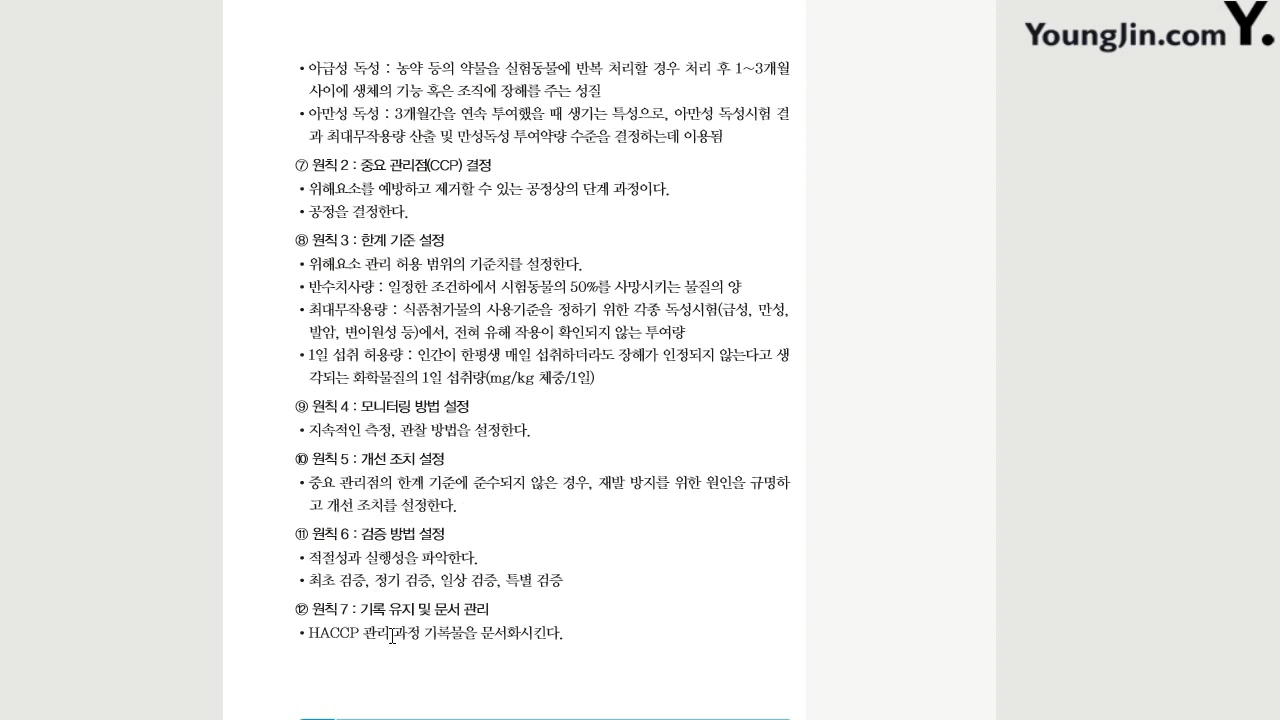 YoungJin.com Y.
• 아급성 독성 : 농약 등의 약물을 실험동물에 반복 처리할 경우 처리 후 1~3개월
사이에 생체의 기능 혹은 조직에 장해를 주는 성질
• 아만성 독성 : 3개월간을 연속 투여했을 때 생기는 특성으로, 아만성 독성시험 결
과 최대무작용량 산출 및 만성독성 투여약량 수준을 결정하는데 이용됨
⑦ 원칙 2 : 중요 관리점(CCP) 결정
• 위해요소를 예방하고 제거할 수 있는 공정상의 단계 과정이다.
• 공정을 결정한다.
⑧ 원칙 3 : 한계 기준 설정
• 위해요소 관리 허용 범위의 기준치를 설정한다.
• 반수치사량 : 일정한 조건하에서 시험동물의 50%를 사망시키는 물질의 양
• 최대무작용량 : 식품첨가물의 사용기준을 정하기 위한 각종 독성시험(급성, 만성,
발암, 변이원성 등)에서, 전혀 유해 작용이 확인되지 않는 투여량
• 1일 섭취 허용량 : 인간이 한평생 매일 섭취하더라도 장해가 인정되지 않는다고 생
각되는 화학물질의 1일 섭취량(mg/kg 체중/1일)
⑨ 원칙 4 : 모니터링 방법 설정
• 지속적인 측정, 관찰 방법을 설정한다.
⑩ 원칙 5 : 개선 조치 설정
• 중요 관리점의 한계 기준에 준수되지 않은 경우, 재발 방지를 위한 원인을 규명하
고 개선 조치를 설정한다.
⑪ 원칙 6 : 검증 방법 설정
• 적절성과 실행성을 파악한다.
• 최초 검증, 정기 검증, 일상 검증, 특별 검증
⑫ 원칙 7 : 기록 유지 및 문서 관리
• HACCP 관리 과정 기록물을 문서화시킨다.